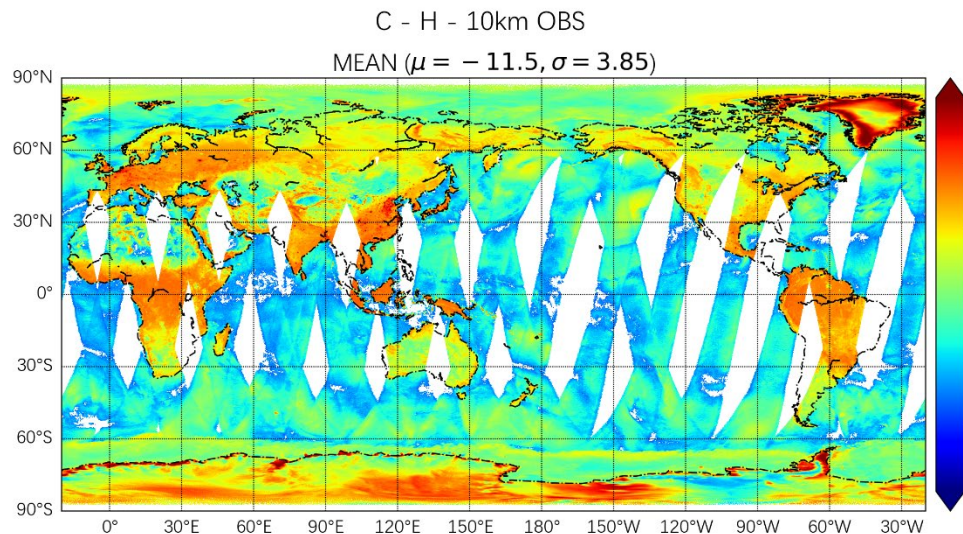 C - H - 10km OBS
MEAN (μ = − 11.5, σ = 3.85)
90°N
60°N
30°N
0°
30°S
60°S
90°S
0° 30°E 60°E 90°E 120°E 150°E 180° 150°W 120°W 90°W 60°W 30°W